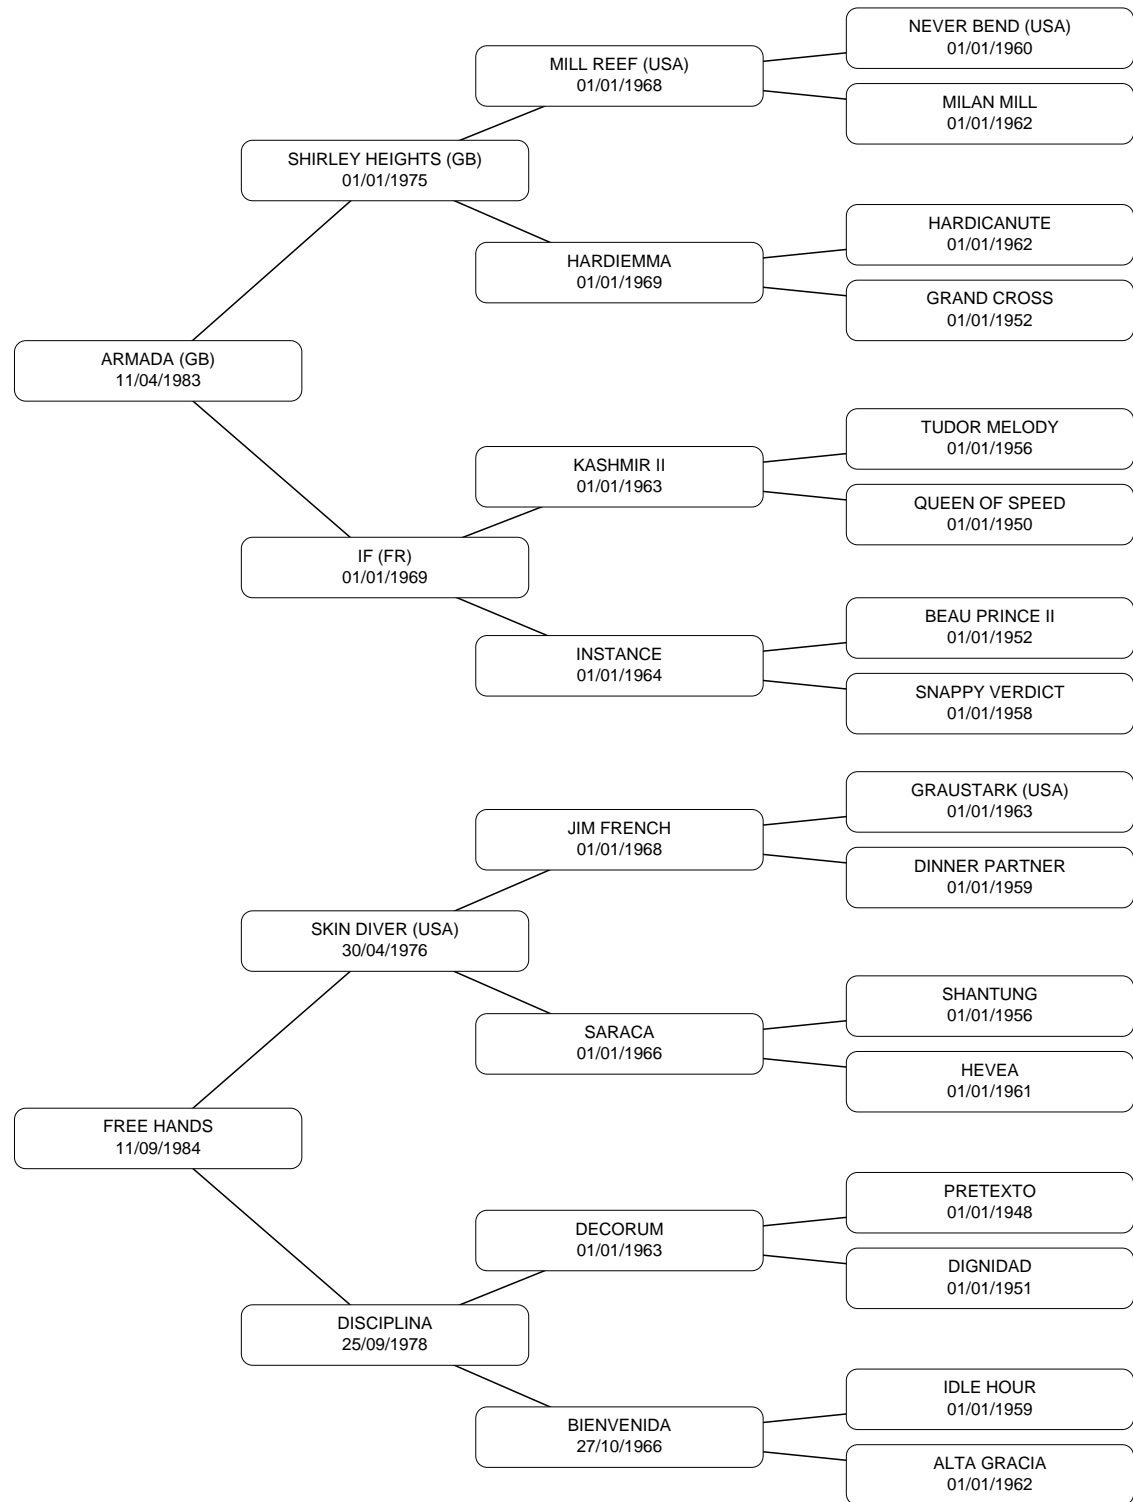 NEVER BEND (USA)
01/01/1960
MILL REEF (USA)
01/01/1968
MILAN MILL
01/01/1962
SHIRLEY HEIGHTS (GB)
01/01/1975
HARDICANUTE
01/01/1962
HARDIEMMA
01/01/1969
GRAND CROSS
01/01/1952
ARMADA (GB)
11/04/1983
TUDOR MELODY
01/01/1956
KASHMIR II
01/01/1963
QUEEN OF SPEED
01/01/1950
IF (FR)
01/01/1969
BEAU PRINCE II
01/01/1952
INSTANCE
01/01/1964
SNAPPY VERDICT
01/01/1958
GRAUSTARK (USA)
01/01/1963
JIM FRENCH
01/01/1968
DINNER PARTNER
01/01/1959
SKIN DIVER (USA)
30/04/1976
SHANTUNG
01/01/1956
SARACA
01/01/1966
HEVEA
01/01/1961
FREE HANDS
11/09/1984
PRETEXTO
01/01/1948
DECORUM
01/01/1963
DIGNIDAD
01/01/1951
DISCIPLINA
25/09/1978
IDLE HOUR
01/01/1959
BIENVENIDA
27/10/1966
ALTA GRACIA
01/01/1962